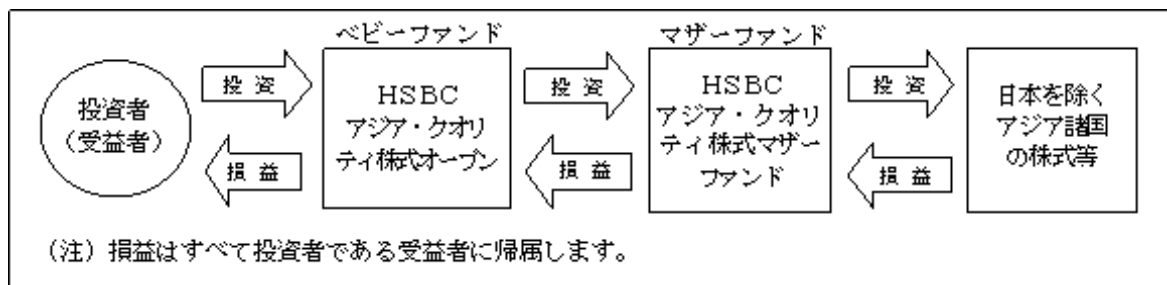 ベビーファンド
マザーファンド
投資者
（受益者）
投 資
損 益
HSBC
アジア・クオリ
ティ株式オープン
投 資
損 益
HSBC
アジア・クオリ
ティ株式マザー
ファンド
投 資
損 益
日本を除く
アジア諸国
の株式等
（注）損益はすべて投資者である受益者に帰属します。